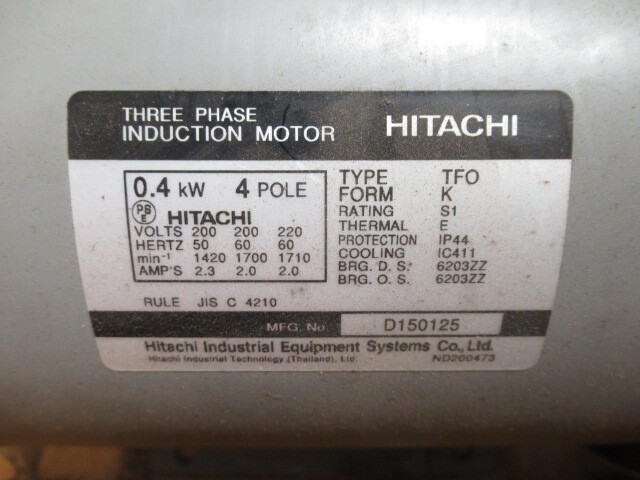 THREE PHASE
INDUCTION MOTOR
HITACHI
0.4 kW 4 POLE
PS
E
HITACHI
VOLTS 200 200 220
HERTZ 50 60 60
min⁻¹ 1420 1700 1710
AMP'S 2.3 2.0 2.0
RULE JIS C 4210
TYPE TFO
FORM K
RATING S1
THERMAL E
PROTECTION IP44
COOLING IC411
BRG. D. S. 6203ZZ
BRG. O. S. 6203ZZ
MFG. No. D150125
Hitachi Industrial Equipment Systems Co., Ltd.
Hitachi Industrial Technology (Thailand), Ltd. ND200473